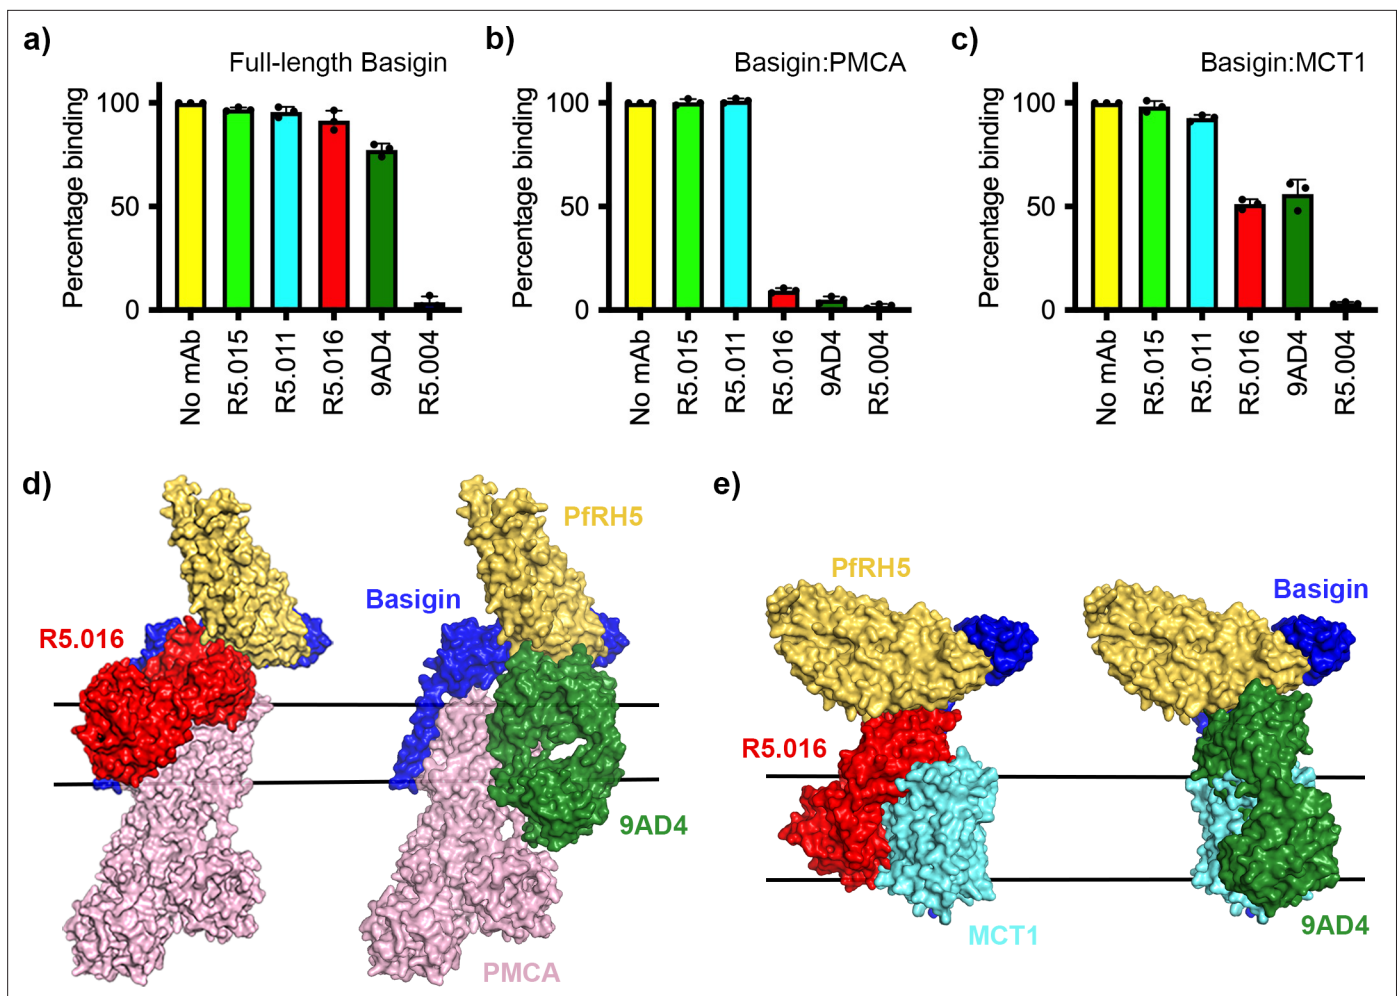 a)
Full-length Basigin
Percentage binding
100
50
0
No mAb
R5.015
R5.011
R5.016
9AD4
R5.004
b)
Basigin:PMCA
Percentage binding
100
50
0
No mAb
R5.015
R5.011
R5.016
9AD4
R5.004
c)
Basigin:MCT1
Percentage binding
100
50
0
No mAb
R5.015
R5.011
R5.016
9AD4
R5.004
d)
PfRH5
Basigin
R5.016
9AD4
PMCA
e)
PfRH5
Basigin
R5.016
MCT1
9AD4